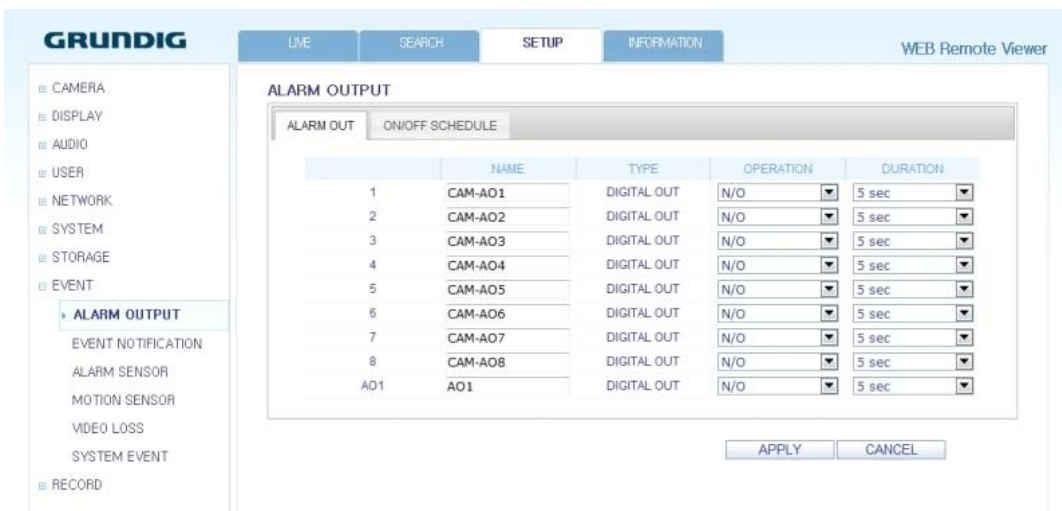 GRUNDIG
LIVE SEARCH SETUP INFORMATION
WEB Remote Viewer
CAMERA
DISPLAY
AUDIO
USER
NETWORK
SYSTEM
STORAGE
EVENT
ALARM OUTPUT
EVENT NOTIFICATION
ALARM SENSOR
MOTION SENSOR
VIDEO LOSS
SYSTEM EVENT
RECORD
ALARM OUTPUT
ALARM OUT ON/OFF SCHEDULE
NAME TYPE OPERATION DURATION
1 CAM-AO1 DIGITAL OUT N/O 5 sec
2 CAM-AO2 DIGITAL OUT N/O 5 sec
3 CAM-AO3 DIGITAL OUT N/O 5 sec
4 CAM-AO4 DIGITAL OUT N/O 5 sec
5 CAM-AO5 DIGITAL OUT N/O 5 sec
6 CAM-AO6 DIGITAL OUT N/O 5 sec
7 CAM-AO7 DIGITAL OUT N/O 5 sec
8 CAM-AO8 DIGITAL OUT N/O 5 sec
AO1 AO1 DIGITAL OUT N/O 5 sec
APPLY CANCEL